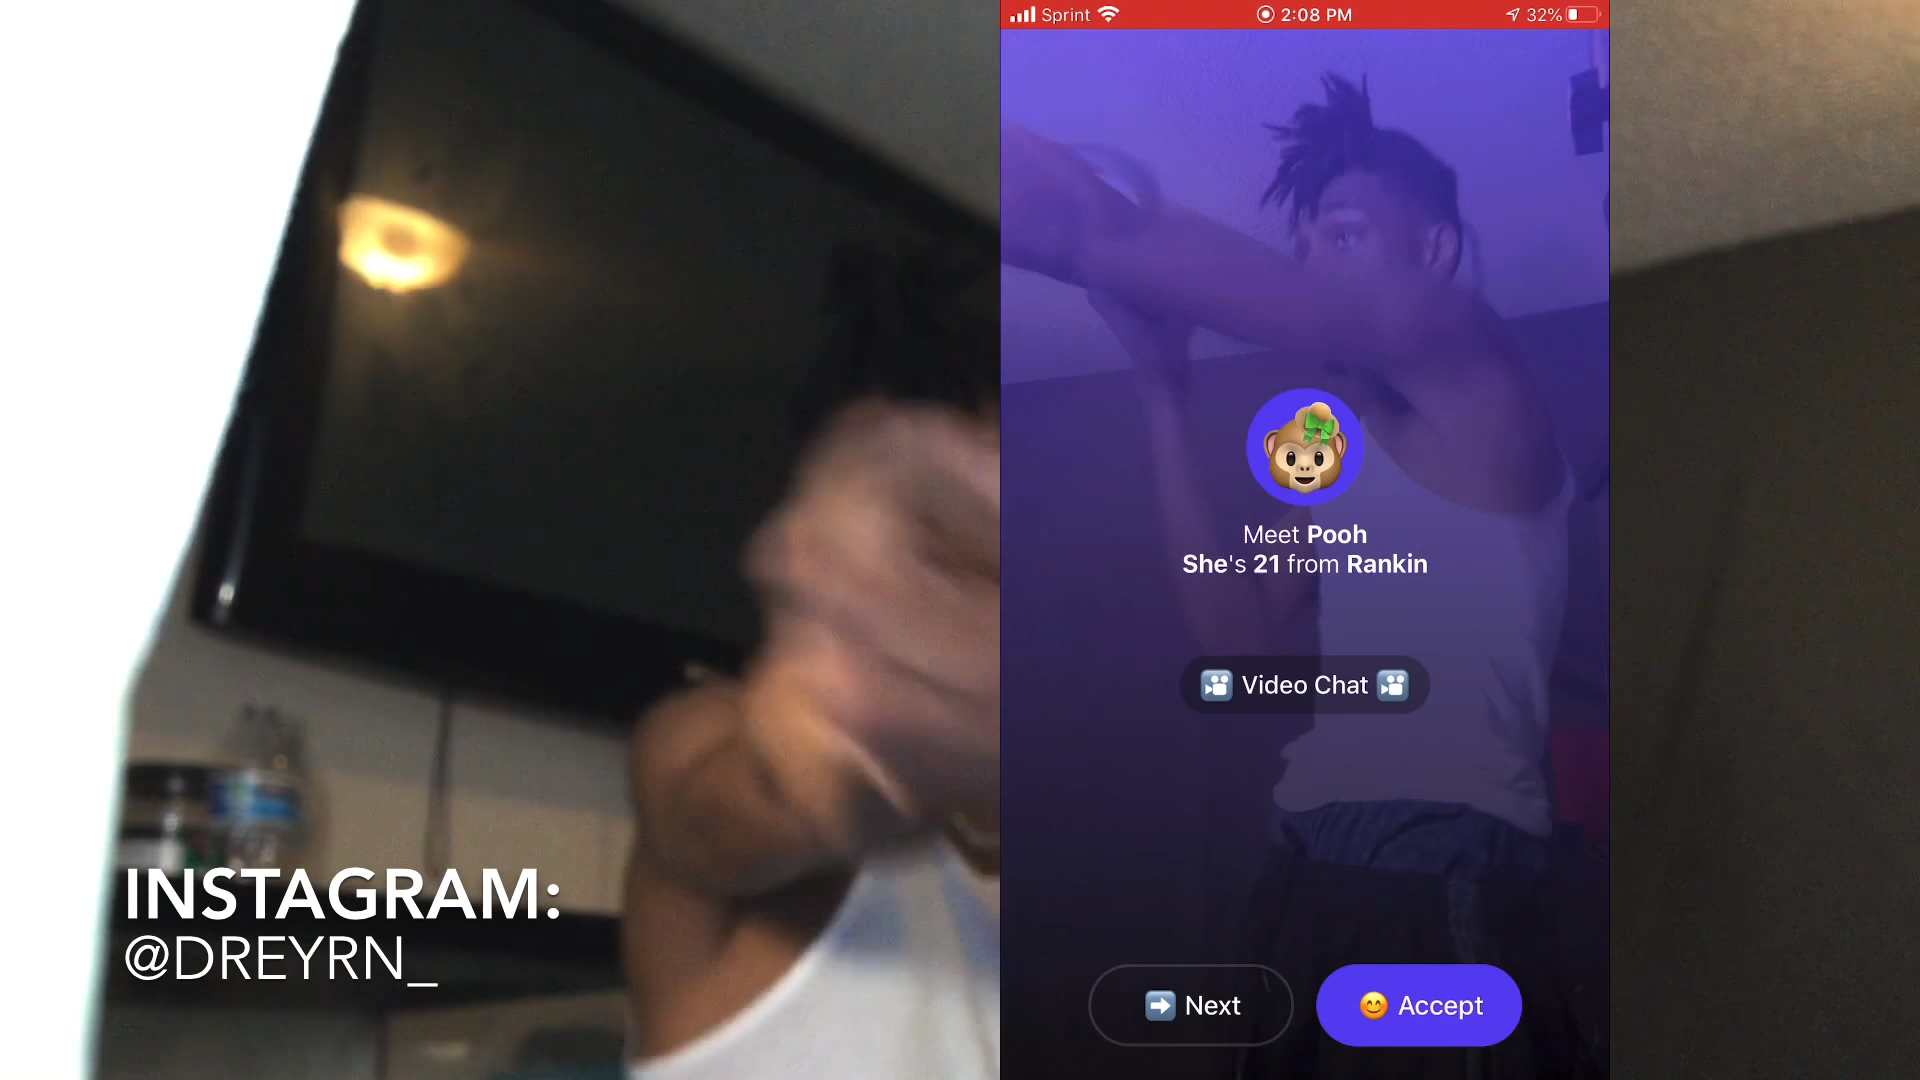 Sprint 2:08 PM 32%
Meet Pooh
She's 21 from Rankin
Video Chat
Next
Accept
INSTAGRAM:
@DREYRN_